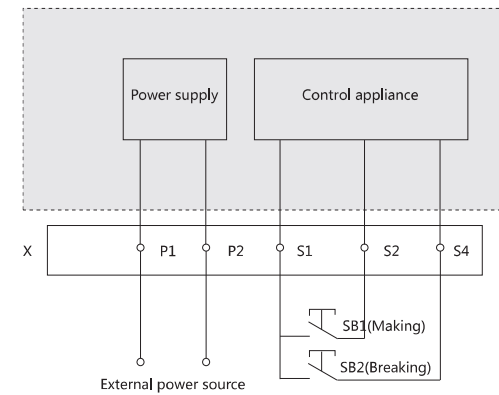 Power supply
Control appliance
X
P1
P2
S1
S2
S4
SB1(Making)
SB2(Breaking)
External power source